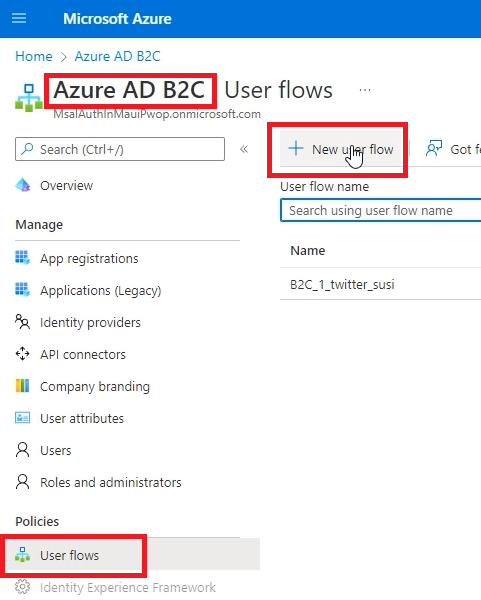 Microsoft Azure
Home > Azure AD B2C
Azure AD B2C User flows ...
MsalAuthInMauiPwop.onmicrosoft.com
Search (Ctrl+/) «
+ New user flow
Got fe
Overview
User flow name
Search using user flow name
Manage
Name
App registrations
B2C_1_twitter_susi
Applications (Legacy)
Identity providers
API connectors
Company branding
User attributes
Users
Roles and administrators
Policies
User flows
Identity Experience Framework